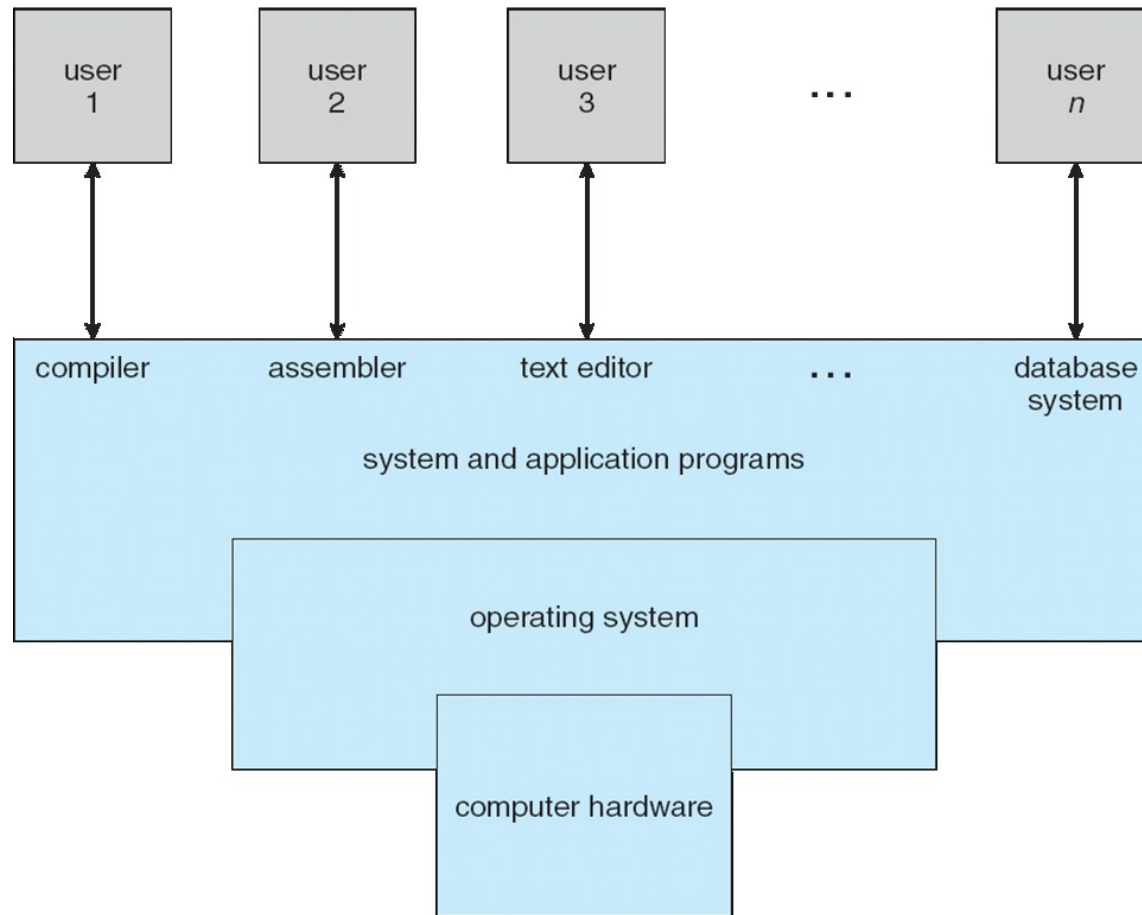 user
1
user
2
user
3
...
user
n
compiler
assembler
text editor
...
database
system
system and application programs
operating system
computer hardware